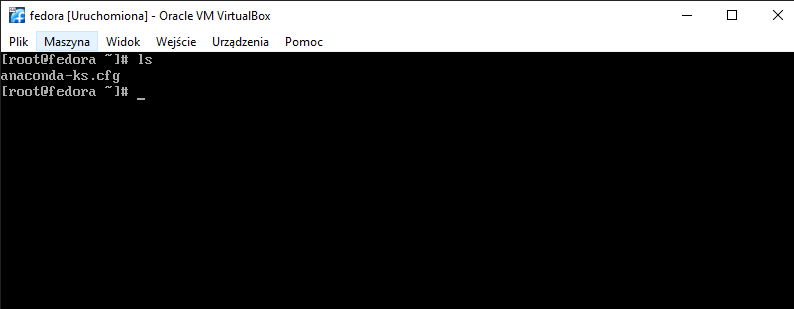 fedora [Uruchomiona] - Oracle VM VirtualBox
Plik Maszyna Widok Wejście Urządzenia Pomoc
[root@fedora ~]# ls
anaconda-ks.cfg
[root@fedora ~]# _